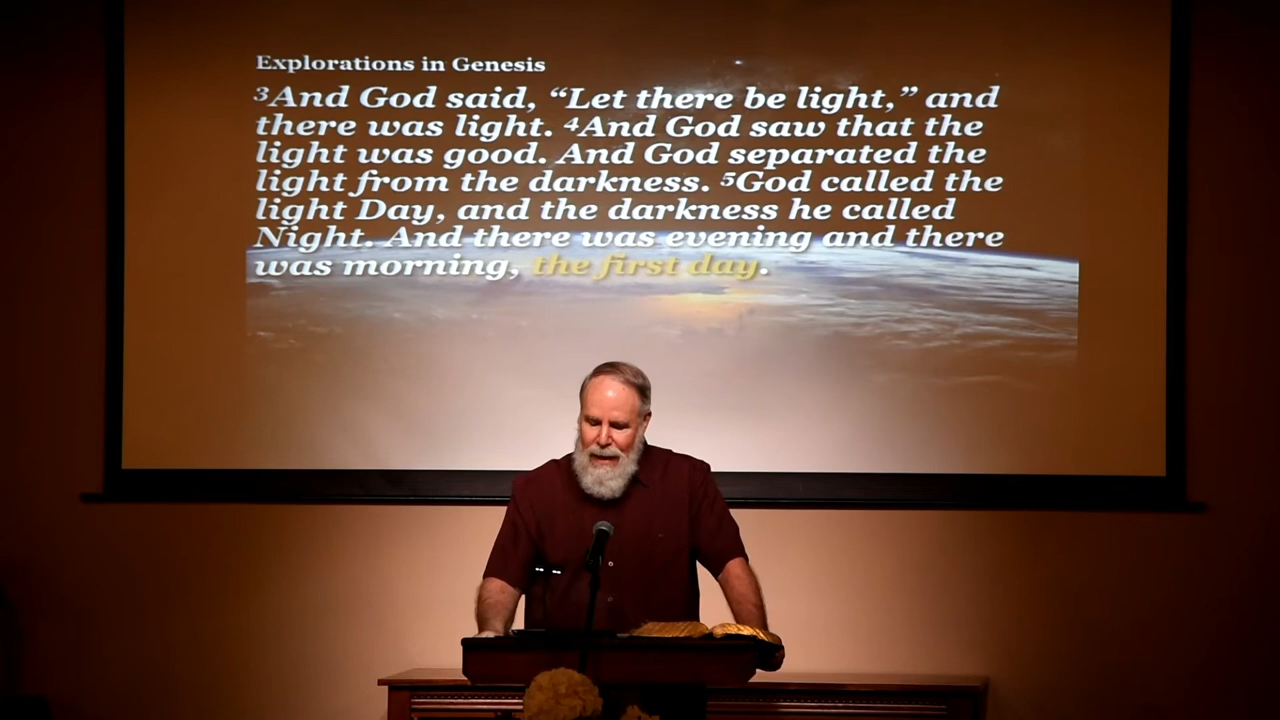 Explorations in Genesis
³And God said, “Let there be light,” and
there was light. ⁴And God saw that the
light was good. And God separated the
light from the darkness. ⁵God called the
light Day, and the darkness he called
Night. And there was evening and there
was morning, the first day.